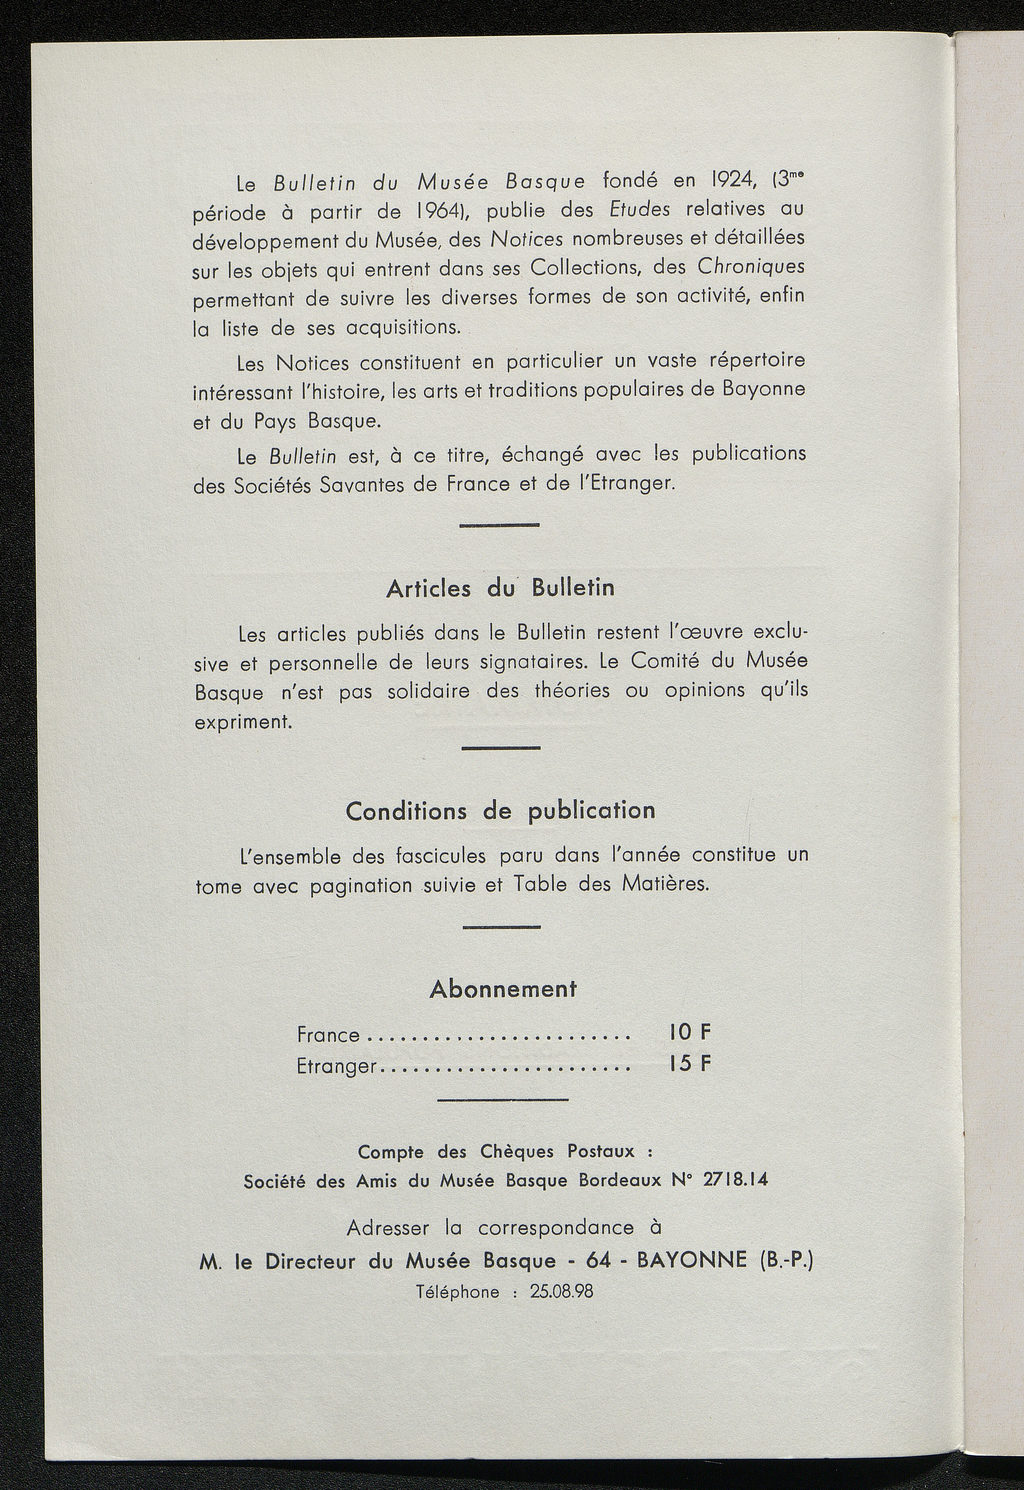 Le Bulletin du Musée Basque fondé en 1924, (3me
période à partir de 1964), publie des Etudes relatives au
développement du Musée, des Notices nombreuses et détaillées
sur les objets qui entrent dans ses Collections, des Chroniques
permettant de suivre les diverses formes de son activité, enfin
la liste de ses acquisitions.
Les Notices constituent en particulier un vaste répertoire
intéressant l'histoire, les arts et traditions populaires de Bayonne
et du Pays Basque.
Le Bulletin est, à ce titre, échangé avec les publications
des Sociétés Savantes de France et de l'Etranger.
Articles du Bulletin
Les articles publiés dans le Bulletin restent l'œuvre exclu-
sive et personnelle de leurs signataires. Le Comité du Musée
Basque n'est pas solidaire des théories ou opinions qu'ils
expriment.
Conditions de publication
L'ensemble des fascicules paru dans l'année constitue un
tome avec pagination suivie et Table des Matières.
Abonnement
France ........................ 10 F
Etranger....................... 15 F
Compte des Chèques Postaux :
Société des Amis du Musée Basque Bordeaux N° 2718.14
Adresser la correspondance à
M. le Directeur du Musée Basque - 64 - BAYONNE (B.-P.)
Téléphone : 25.08.98